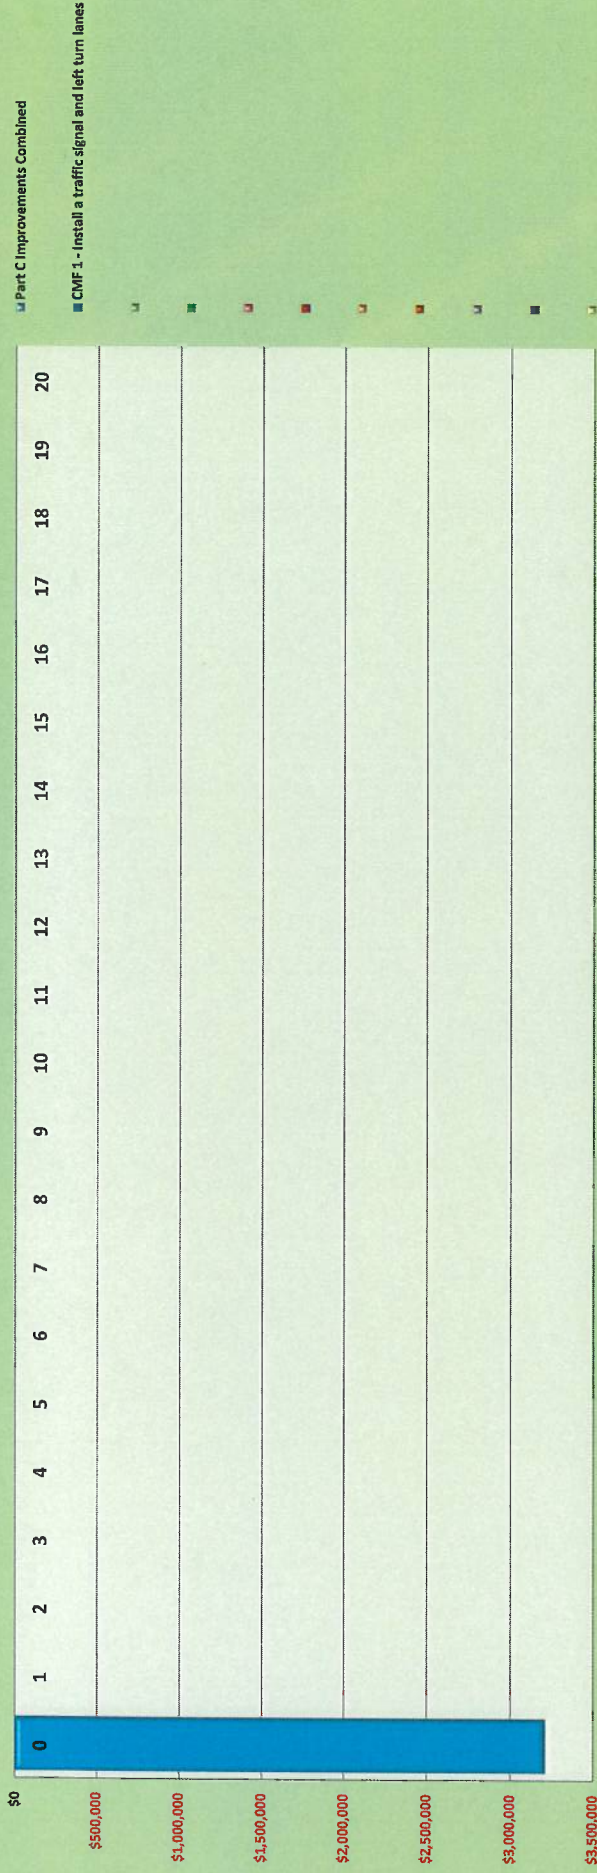 Part C Improvements Combined
CMF 1 - Install a traffic signal and left turn lanes
0 1 2 3 4 5 6 7 8 9 10 11 12 13 14 15 16 17 18 19 20
$0
$500,000
$1,000,000
$1,500,000
$2,000,000
$2,500,000
$3,000,000
$3,500,000